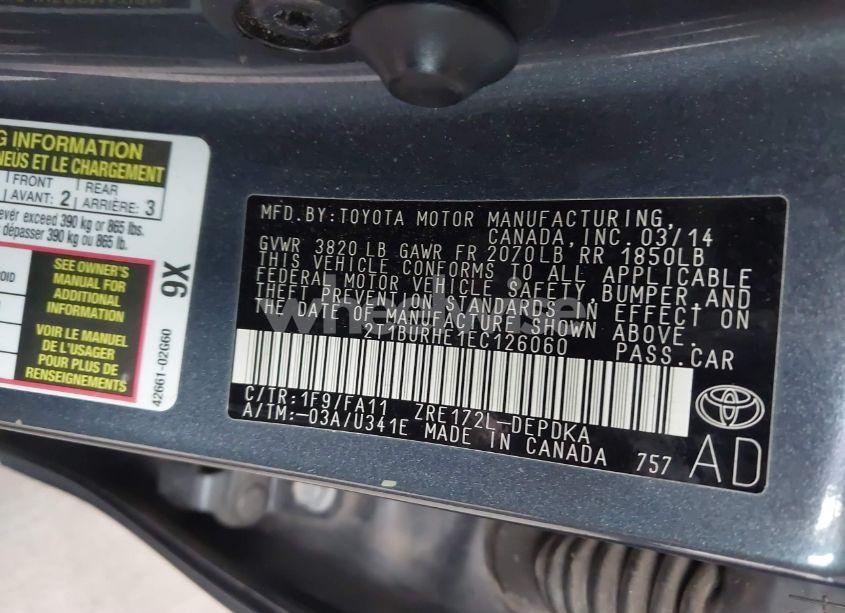 G INFORMATION
NEUS ET LE CHARGEMENT
FRONT REAR
AVANT: 2 ARRIÈRE: 3
ever exceed 390 kg or 865 lbs.
dépasser 390 kg ou 865 lb.
SEE OWNER'S
MANUAL FOR
ADDITIONAL
INFORMATION
VOIR LE MANUEL
DE L'USAGER
POUR PLUS DE
RENSEIGNEMENTS
9X
42661-02G60
MFD. BY: TOYOTA MOTOR MANUFACTURING,
CANADA, INC. 03/14
GVWR 3820 LB GAWR FR 2070LB RR 1850LB
THIS VEHICLE CONFORMS TO ALL APPLICABLE
FEDERAL MOTOR VEHICLE SAFETY, BUMPER, AND
THEFT PREVENTION STANDARDS IN EFFECT ON
THE DATE OF MANUFACTURE SHOWN ABOVE.
2T1BURHE1EC126060 PASS. CAR
C/TR: 1F9/FA11 ZRE172L-DEPDKA
A/TM:-03A/U341E MADE IN CANADA 757
AD